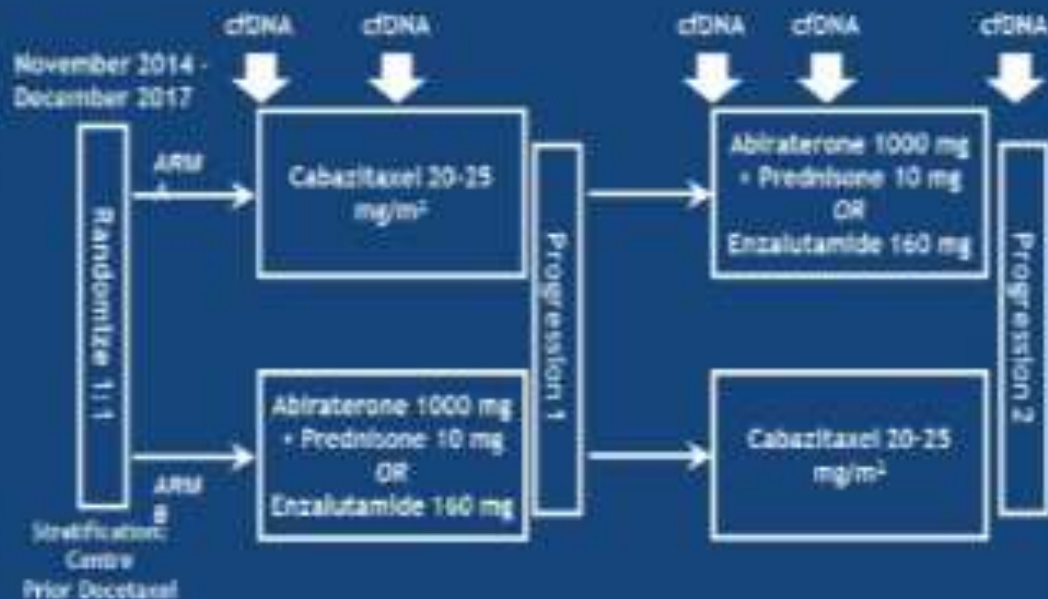 cfDNA
cfDNA
cfDNA
cfDNA
cfDNA
November 2014 -
December 2017
Randomize 1:1
ARM
A
Cabazitaxel 20-25
mg/m²
Progression 1
Abiraterone 1000 mg
+ Prednisone 10 mg
OR
Enzalutamide 160 mg
Progression 2
ARM
B
Abiraterone 1000 mg
+ Prednisone 10 mg
OR
Enzalutamide 160 mg
Cabazitaxel 20-25
mg/m²
Stratification:
Centre
Prior Docetaxel